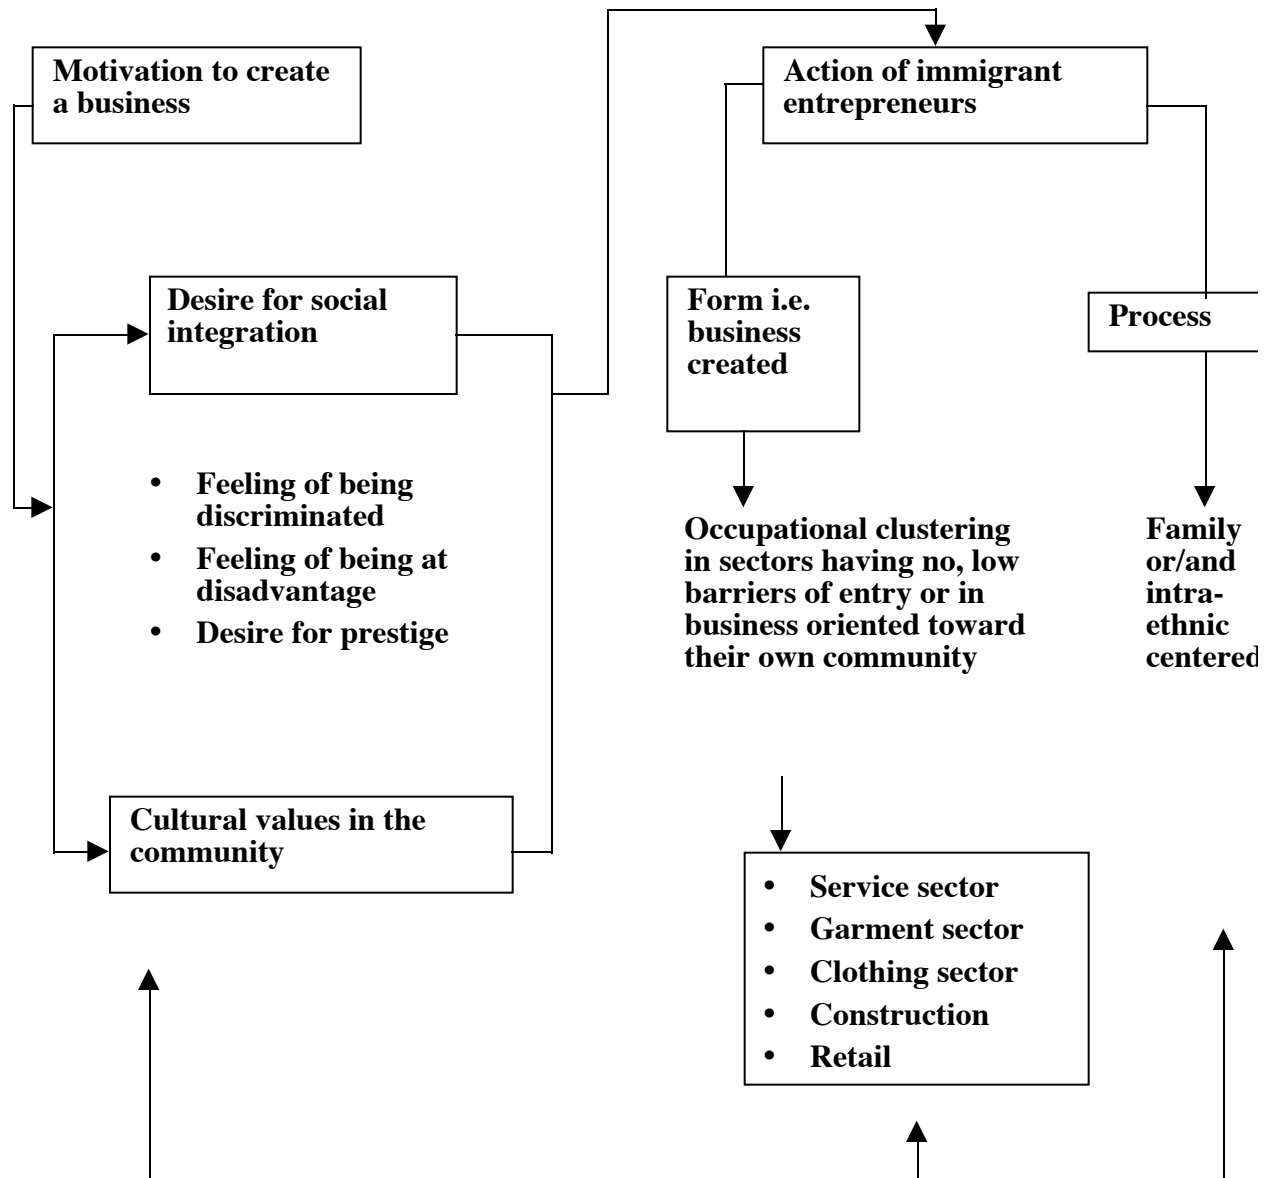 Motivation to create
a business
Action of immigrant
entrepreneurs
Desire for social
integration
Form i.e.
business
created
Process
• Feeling of being
discriminated
• Feeling of being at
disadvantage
• Desire for prestige
Occupational clustering
in sectors having no, low
barriers of entry or in
business oriented toward
their own community
Family
or/and
intra-
ethnic
centered
Cultural values in the
community
• Service sector
• Garment sector
• Clothing sector
• Construction
• Retail